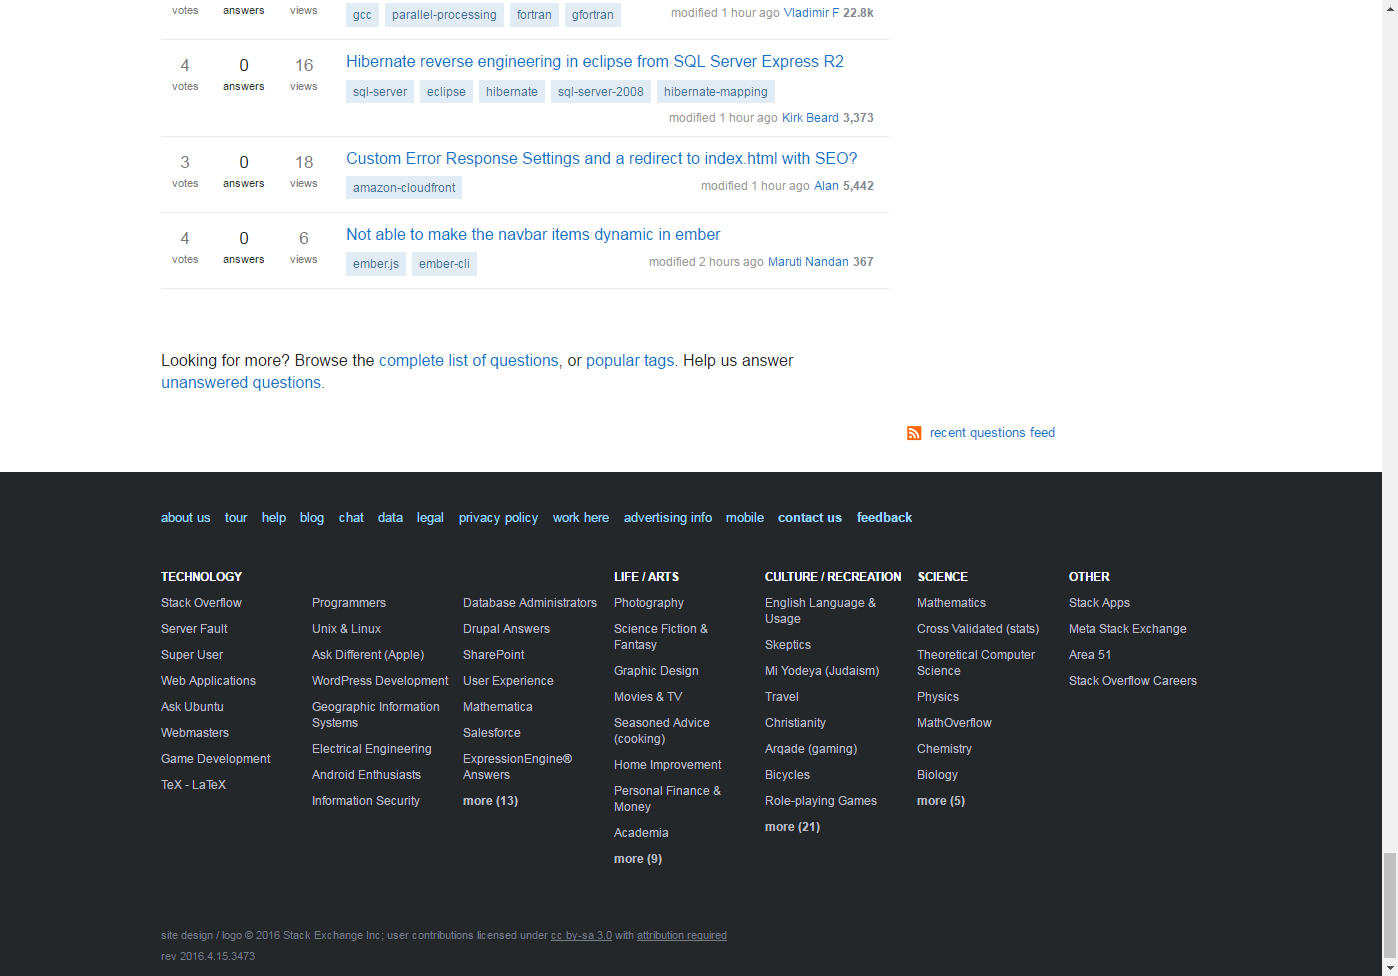 votes answers views gcc parallel-processing fortran gfortran modified 1 hour ago Vladimir F 22.8k
4 0 16 Hibernate reverse engineering in eclipse from SQL Server Express R2
votes answers views sql-server eclipse hibernate sql-server-2008 hibernate-mapping
modified 1 hour ago Kirk Beard 3,373
3 0 18 Custom Error Response Settings and a redirect to index.html with SEO?
votes answers views amazon-cloudfront modified 1 hour ago Alan 5,442
4 0 6 Not able to make the navbar items dynamic in ember
votes answers views ember.js ember-cli modified 2 hours ago Maruti Nandan 367
Looking for more? Browse the complete list of questions, or popular tags. Help us answer
unanswered questions.
recent questions feed
about us tour help blog chat data legal privacy policy work here advertising info mobile contact us feedback
TECHNOLOGY
Stack Overflow
Server Fault
Super User
Web Applications
Ask Ubuntu
Webmasters
Game Development
TeX - LaTeX
Programmers
Unix & Linux
Ask Different (Apple)
WordPress Development
Geographic Information
Systems
Electrical Engineering
Android Enthusiasts
Information Security
Database Administrators
Drupal Answers
SharePoint
User Experience
Mathematica
Salesforce
ExpressionEngine®
Answers
more (13)
LIFE / ARTS
Photography
Science Fiction &
Fantasy
Graphic Design
Movies & TV
Seasoned Advice
(cooking)
Home Improvement
Personal Finance &
Money
Academia
more (9)
CULTURE / RECREATION
English Language &
Usage
Skeptics
Mi Yodeya (Judaism)
Travel
Christianity
Arqade (gaming)
Bicycles
Role-playing Games
more (21)
SCIENCE
Mathematics
Cross Validated (stats)
Theoretical Computer
Science
Physics
MathOverflow
Chemistry
Biology
more (5)
OTHER
Stack Apps
Meta Stack Exchange
Area 51
Stack Overflow Careers
site design / logo © 2016 Stack Exchange Inc; user contributions licensed under cc by-sa 3.0 with attribution required
rev 2016.4.15.3473